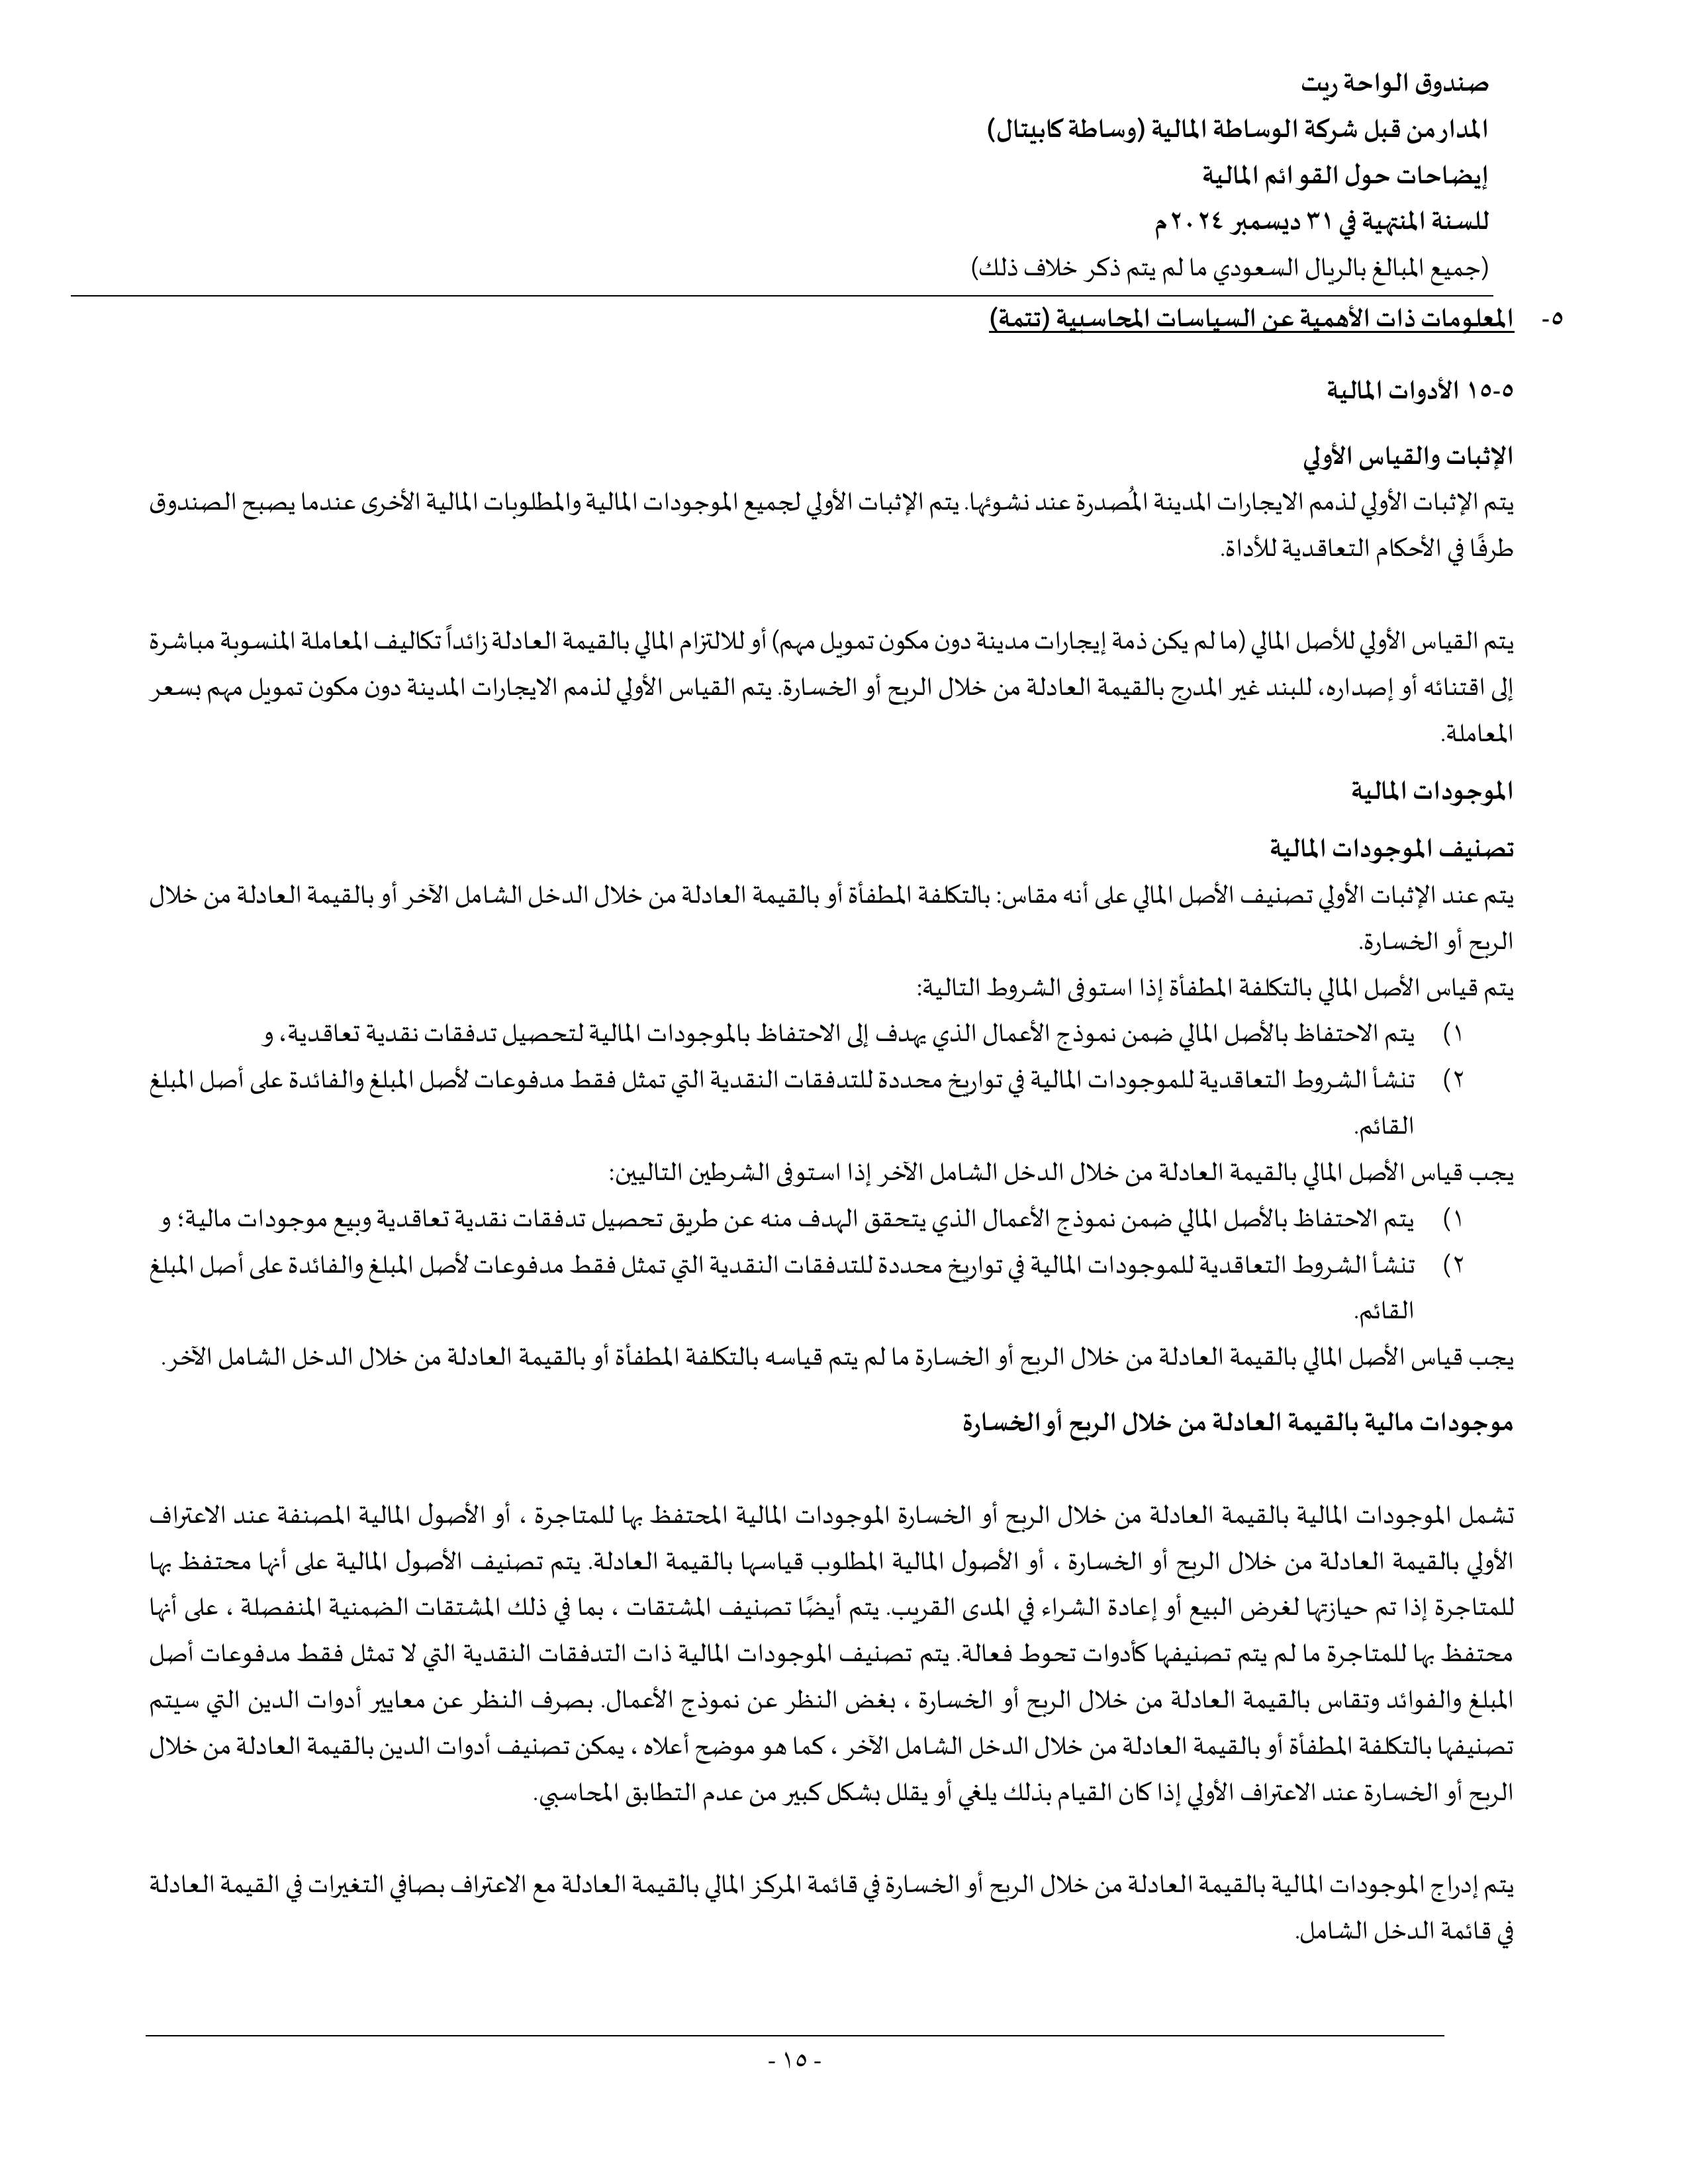 صندوق الواحة ريت
المدار من قبل شركة الوساطة المالية (وساطة كابيتال)
إيضاحات حول القوائم المالية
للسنة المنتهية في ٣١ ديسمبر ٢٠٢٤م
(جميع المبالغ بالريال السعودي ما لم يتم ذكر خلاف ذلك)
٥- المعلومات ذات الأهمية عن السياسات المحاسبية (تتمة)
٥-١٥ الأدوات المالية
الإثبات والقياس الأولي
يتم الإثبات الأولي لذمم الايجارات المدينة المُصدرة عند نشوئها. يتم الإثبات الأولي لجميع الموجودات المالية والمطلوبات المالية الأخرى عندما يصبح الصندوق
طرفًا في الأحكام التعاقدية للأداة.
يتم القياس الأولي للأصل المالي (ما لم يكن ذمة إيجارات مدينة دون مكون تمويل مهم) أو للالتزام المالي بالقيمة العادلة زائداً تكاليف المعاملة المنسوبة مباشرة
إلى اقتنائه أو إصداره، للبند غير المدرج بالقيمة العادلة من خلال الربح أو الخسارة. يتم القياس الأولي لذمم الايجارات المدينة دون مكون تمويل مهم بسعر
المعاملة.
الموجودات المالية
تصنيف الموجودات المالية
يتم عند الإثبات الأولي تصنيف الأصل المالي على أنه مقاس: بالتكلفة المطفأة أو بالقيمة العادلة من خلال الدخل الشامل الآخر أو بالقيمة العادلة من خلال
الربح أو الخسارة.
يتم قياس الأصل المالي بالتكلفة المطفأة إذا استوفى الشروط التالية:
١) يتم الاحتفاظ بالأصل المالي ضمن نموذج الأعمال الذي يهدف إلى الاحتفاظ بالموجودات المالية لتحصيل تدفقات نقدية تعاقدية، و
٢) تنشأ الشروط التعاقدية للموجودات المالية في تواريخ محددة للتدفقات النقدية التي تمثل فقط مدفوعات لأصل المبلغ والفائدة على أصل المبلغ
القائم.
يجب قياس الأصل المالي بالقيمة العادلة من خلال الدخل الشامل الآخر إذا استوفى الشرطين التاليين:
١) يتم الاحتفاظ بالأصل المالي ضمن نموذج الأعمال الذي يتحقق الهدف منه عن طريق تحصيل تدفقات نقدية تعاقدية وبيع موجودات مالية؛ و
٢) تنشأ الشروط التعاقدية للموجودات المالية في تواريخ محددة للتدفقات النقدية التي تمثل فقط مدفوعات لأصل المبلغ والفائدة على أصل المبلغ
القائم.
يجب قياس الأصل المالي بالقيمة العادلة من خلال الربح أو الخسارة ما لم يتم قياسه بالتكلفة المطفأة أو بالقيمة العادلة من خلال الدخل الشامل الآخر.
موجودات مالية بالقيمة العادلة من خلال الربح أو الخسارة
تشمل الموجودات المالية بالقيمة العادلة من خلال الربح أو الخسارة الموجودات المالية المحتفظ بها للمتاجرة ، أو الأصول المالية المصنفة عند الاعتراف
الأولي بالقيمة العادلة من خلال الربح أو الخسارة ، أو الأصول المالية المطلوب قياسها بالقيمة العادلة. يتم تصنيف الأصول المالية على أنها محتفظ بها
للمتاجرة إذا تم حيازتها لغرض البيع أو إعادة الشراء في المدى القريب. يتم أيضًا تصنيف المشتقات ، بما في ذلك المشتقات الضمنية المنفصلة ، على أنها
محتفظ بها للمتاجرة ما لم يتم تصنيفها كأدوات تحوط فعالة. يتم تصنيف الموجودات المالية ذات التدفقات النقدية التي لا تمثل فقط مدفوعات أصل
المبلغ والفوائد وتقاس بالقيمة العادلة من خلال الربح أو الخسارة ، بغض النظر عن نموذج الأعمال. بصرف النظر عن معايير أدوات الدين التي سيتم
تصنيفها بالتكلفة المطفأة أو بالقيمة العادلة من خلال الدخل الشامل الآخر ، كما هو موضح أعلاه ، يمكن تصنيف أدوات الدين بالقيمة العادلة من خلال
الربح أو الخسارة عند الاعتراف الأولي إذا كان القيام بذلك يلغي أو يقلل بشكل كبير من عدم التطابق المحاسبي.
يتم إدراج الموجودات المالية بالقيمة العادلة من خلال الربح أو الخسارة في قائمة المركز المالي بالقيمة العادلة مع الاعتراف بصافي التغيرات في القيمة العادلة
في قائمة الدخل الشامل.
- ١٥ -